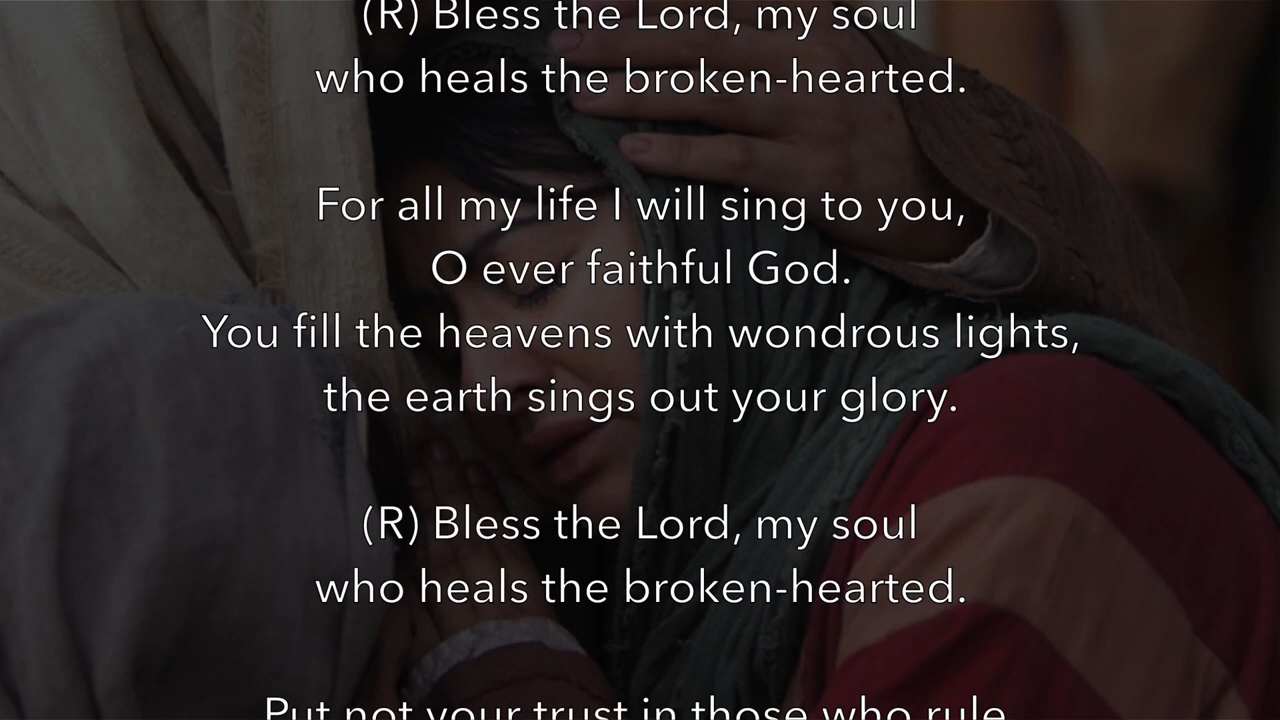 (R) Bless the Lord, my soul
who heals the broken-hearted.
For all my life I will sing to you,
O ever faithful God.
You fill the heavens with wondrous lights,
the earth sings out your glory.
(R) Bless the Lord, my soul
who heals the broken-hearted.
Put not your trust in those who rule